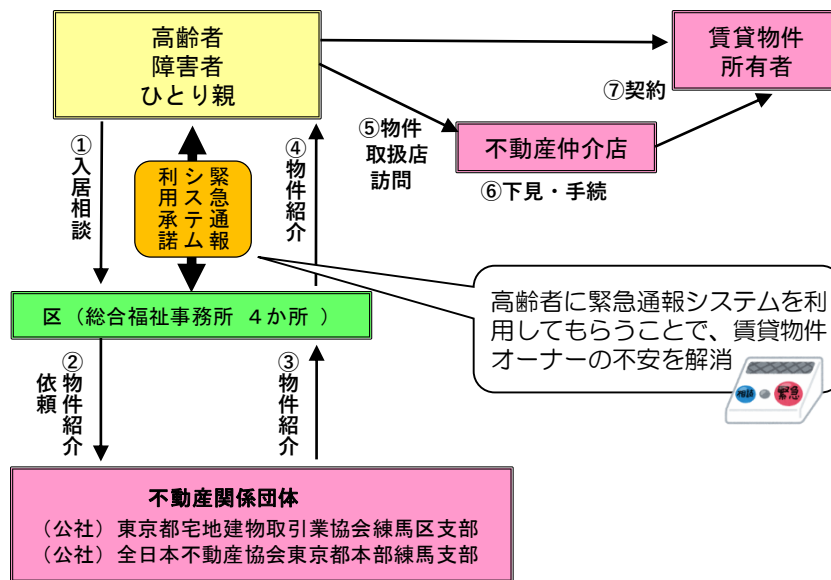 高齢者
障害者
ひとり親
賃貸物件
所有者
⑦契約
⑤物件
取扱店
訪問
不動産仲介店
⑥下見・手続
①入居相談
緊急通報
システム
利用承諾
④物件紹介
区（総合福祉事務所 ４か所 ）
高齢者に緊急通報システムを利
用してもらうことで、賃貸物件
オーナーの不安を解消
相談
緊急
②物件紹介
依頼
③物件紹介
不動産関係団体
（公社）東京都宅地建物取引業協会練馬区支部
（公社）全日本不動産協会東京都本部練馬支部